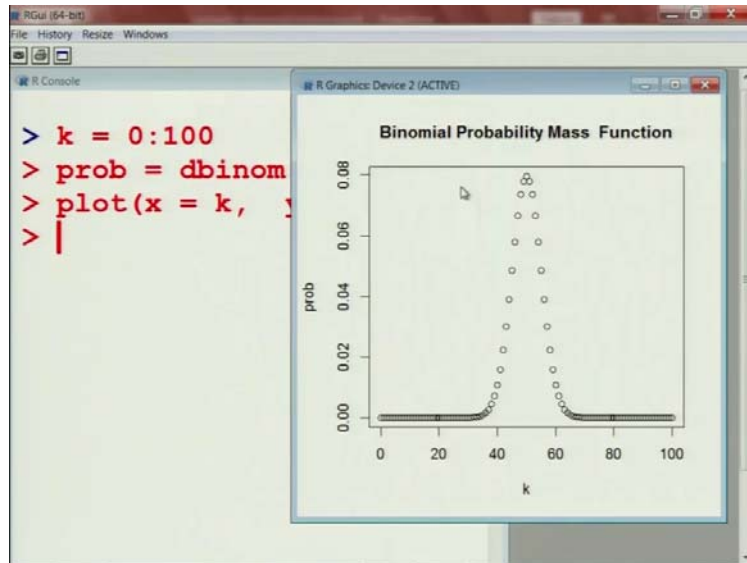 RGui (64-bit)
File History Resize Windows
R Console
R Graphics: Device 2 (ACTIVE)
> k = 0:100
> prob = dbinom
> plot(x = k,
>
Binomial Probability Mass Function
prob
0.08
0.06
0.04
0.02
0.00
0 20 40 60 80 100
k